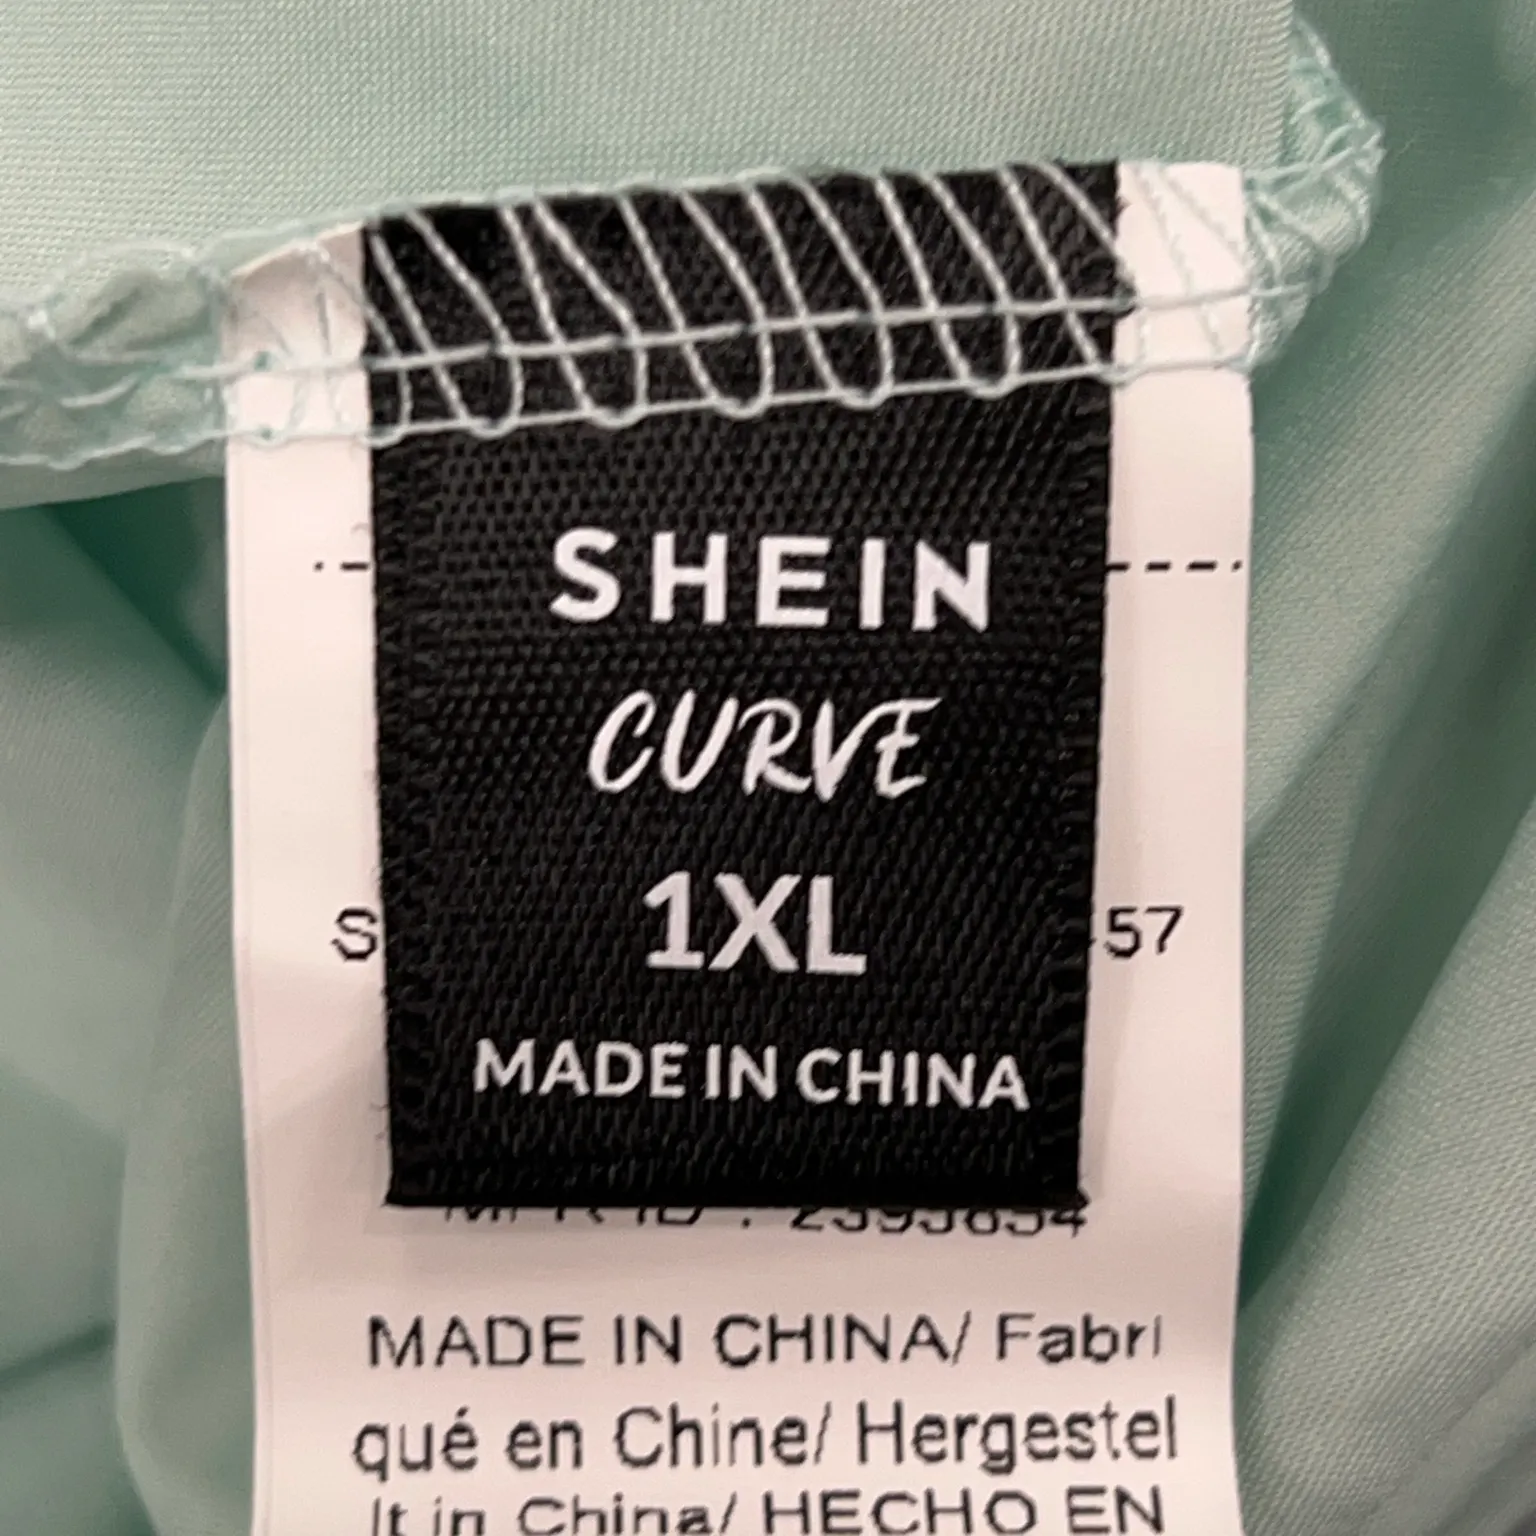 SHEIN
CURVE
1XL
MADE IN CHINA
S 57
MADE IN CHINA/ Fabri
qué en Chine/ Hergestel
lt in China/ HECHO EN